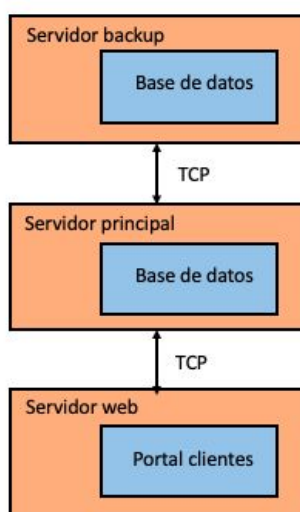 Servidor backup
Base de datos
TCP
Servidor principal
Base de datos
TCP
Servidor web
Portal clientes